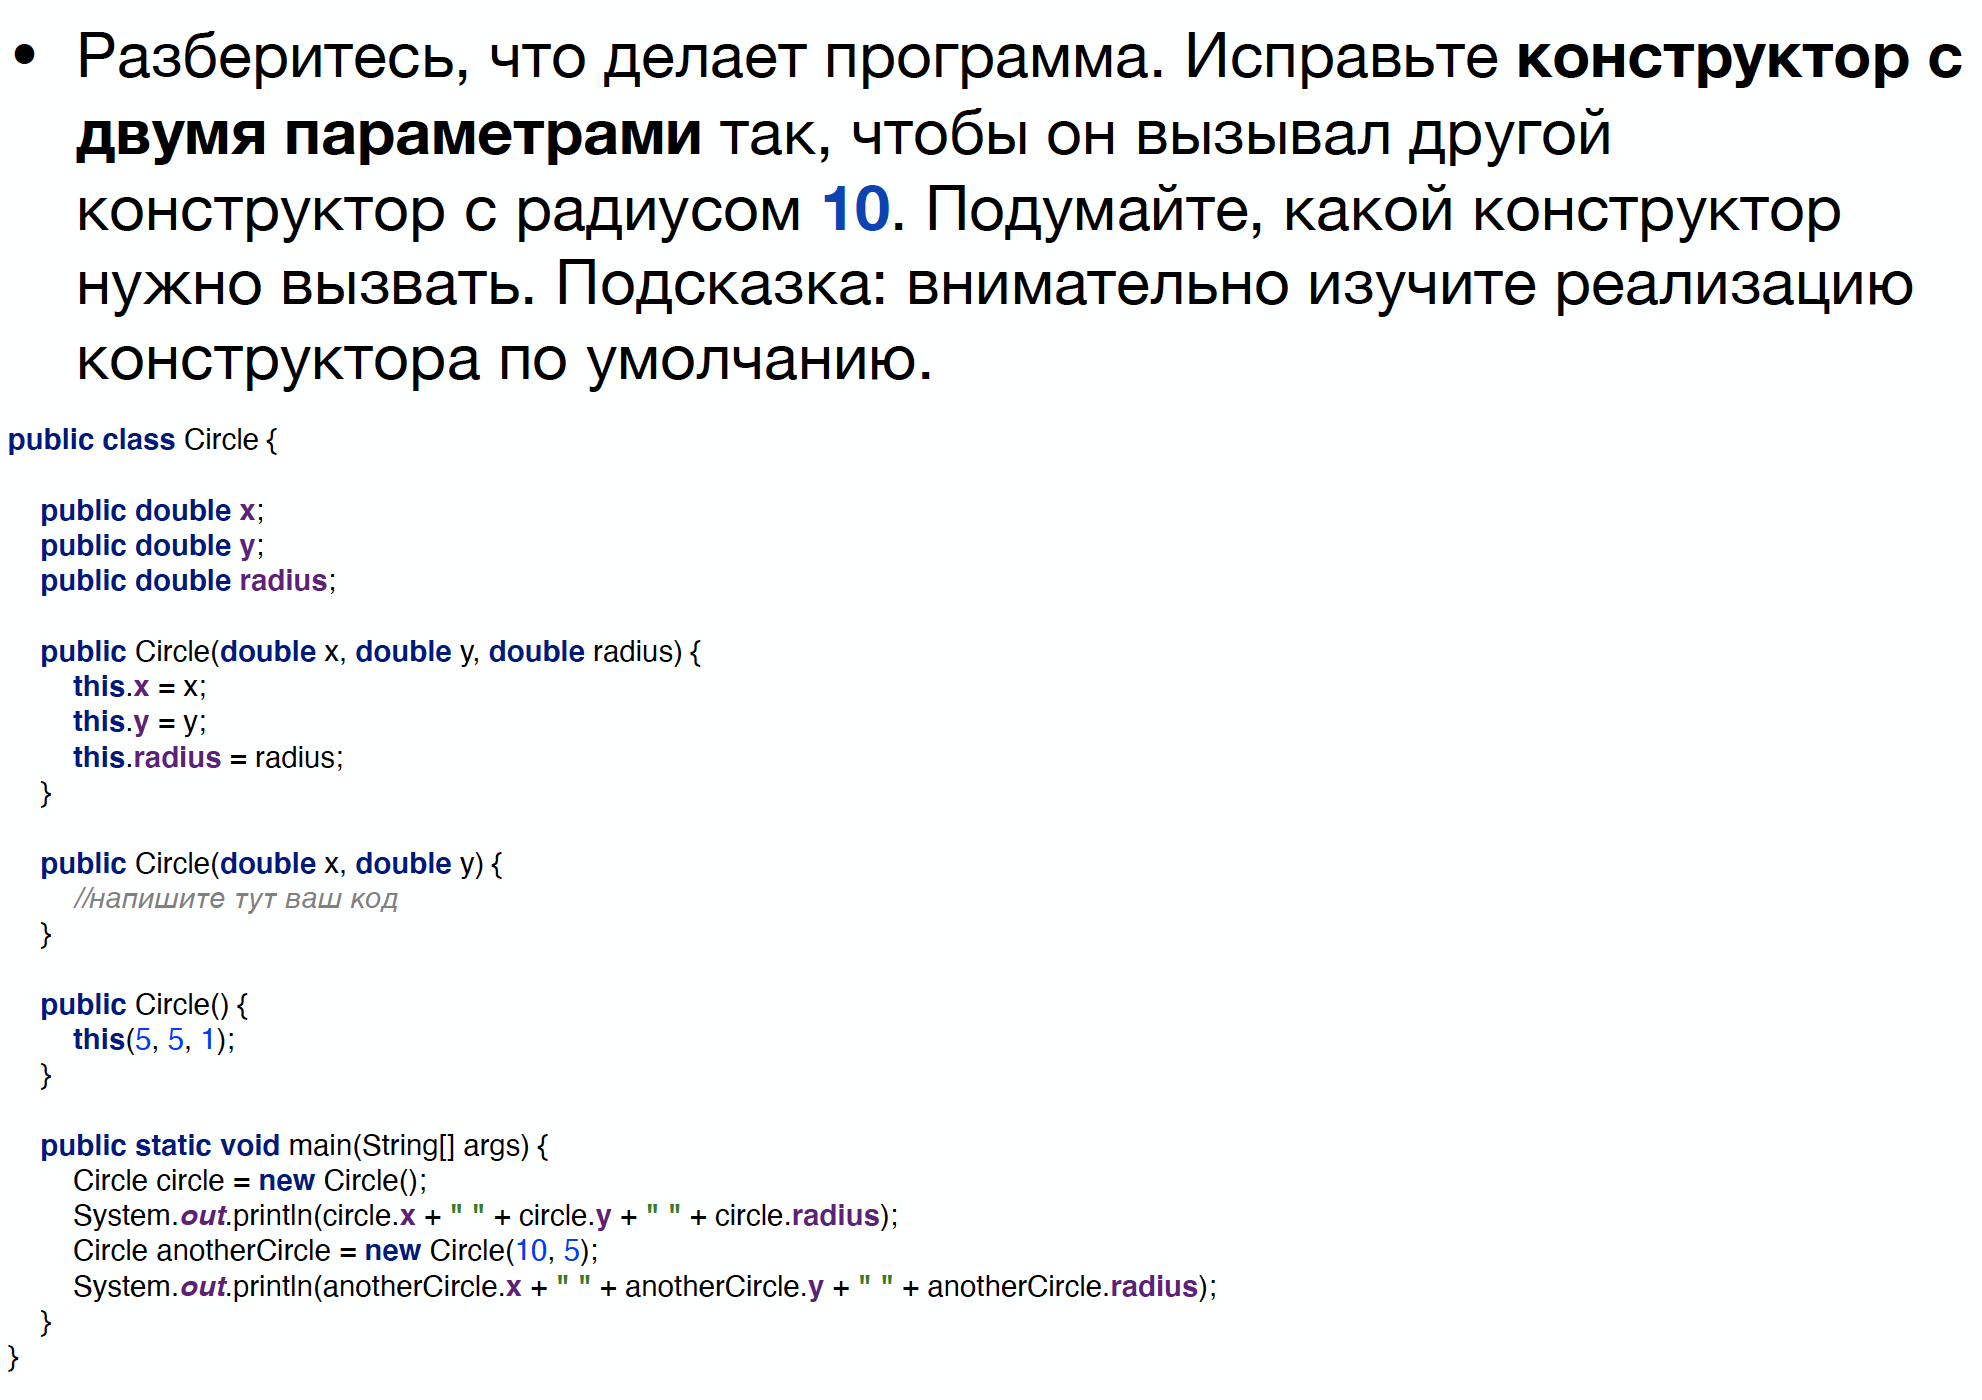 • Разберитесь, что делает программа. Исправьте конструктор с
двумя параметрами так, чтобы он вызывал другой
конструктор с радиусом 10. Подумайте, какой конструктор
нужно вызвать. Подсказка: внимательно изучите реализацию
конструктора по умолчанию.
public class Circle {
public double x;
public double y;
public double radius;
public Circle(double x, double y, double radius) {
this.x = x;
this.y = y;
this.radius = radius;
}
public Circle(double x, double y) {
//напишите тут ваш код
}
public Circle() {
this(5, 5, 1);
}
public static void main(String[] args) {
Circle circle = new Circle();
System.out.println(circle.x + " " + circle.y + " " + circle.radius);
Circle anotherCircle = new Circle(10, 5);
System.out.println(anotherCircle.x + " " + anotherCircle.y + " " + anotherCircle.radius);
}
}